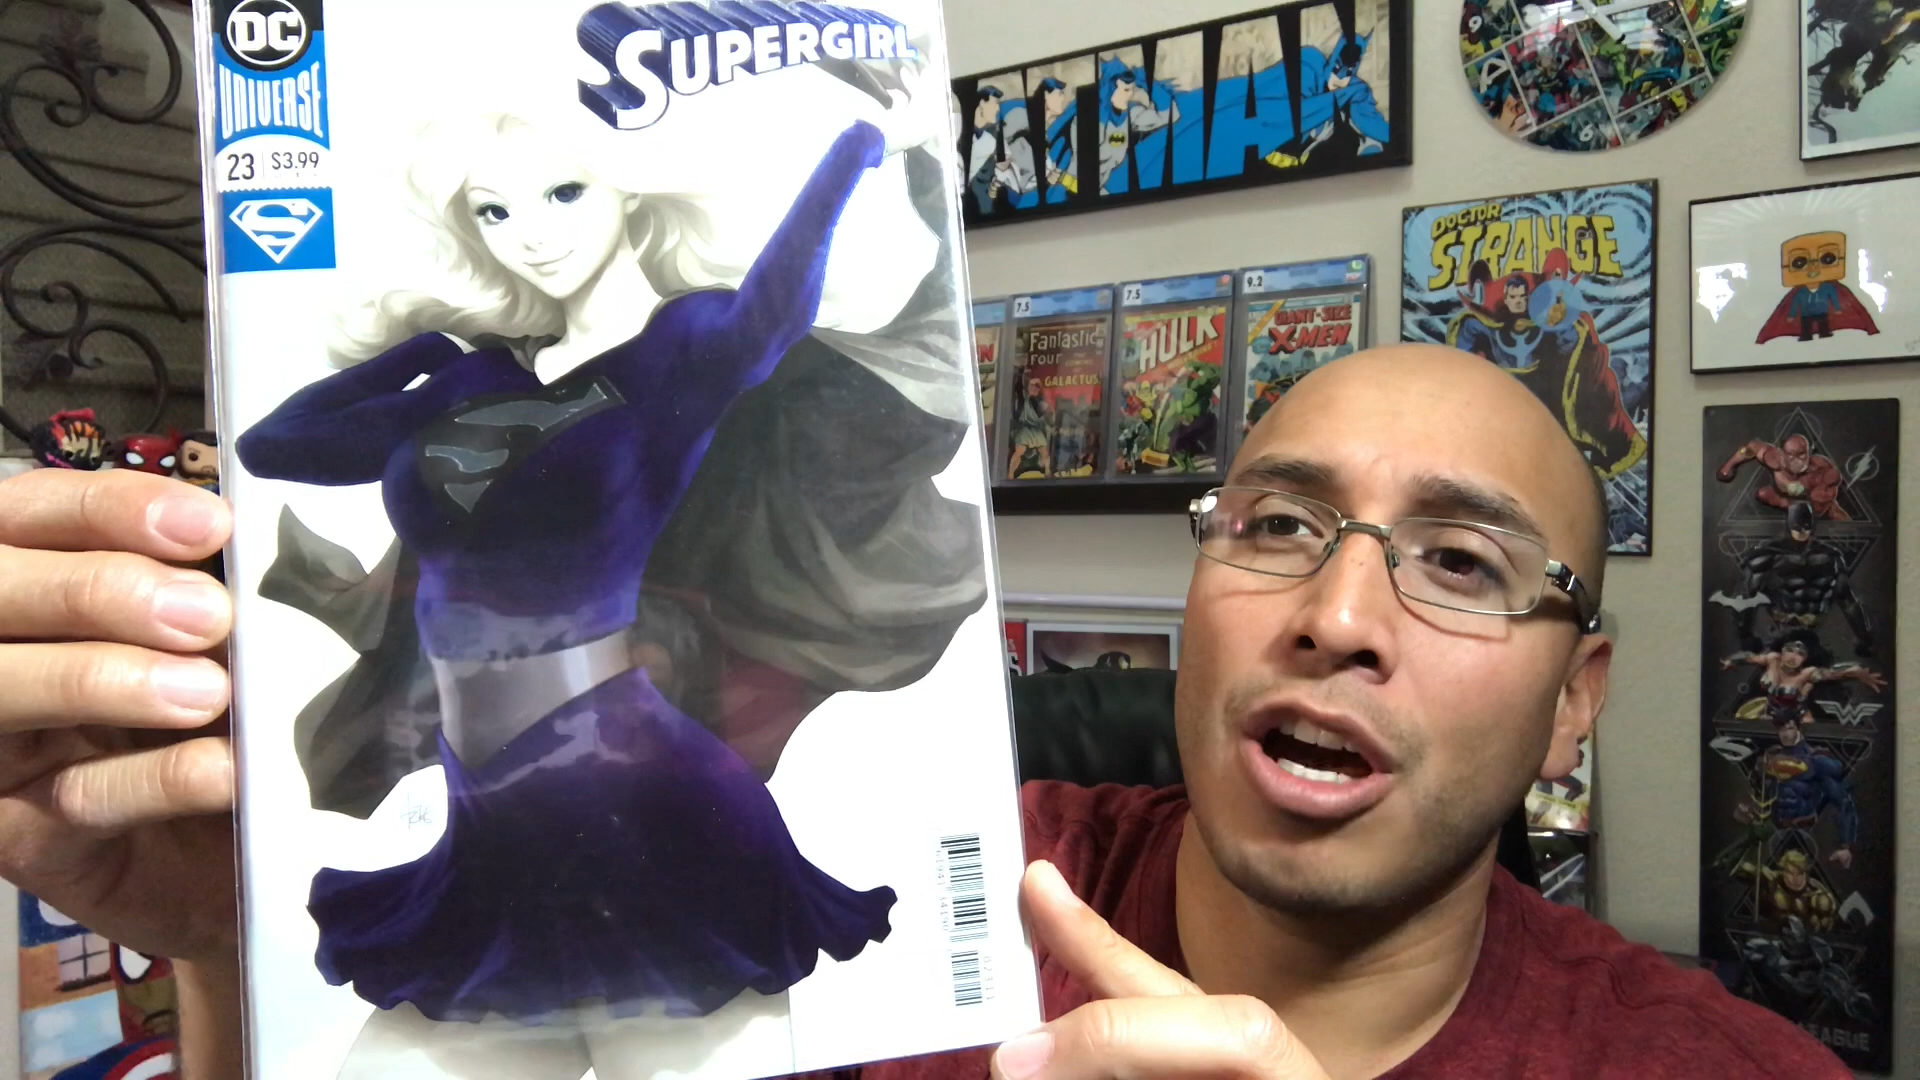 DC
UNIVERSE
23 $3.99
SUPERGIRL
BATMAN
DOCTOR
STRANGE
7.5
Fantastic
Four
GALACTUS
7.5
HULK
9.2
GIANT-SIZE
X-MEN
LEAGUE